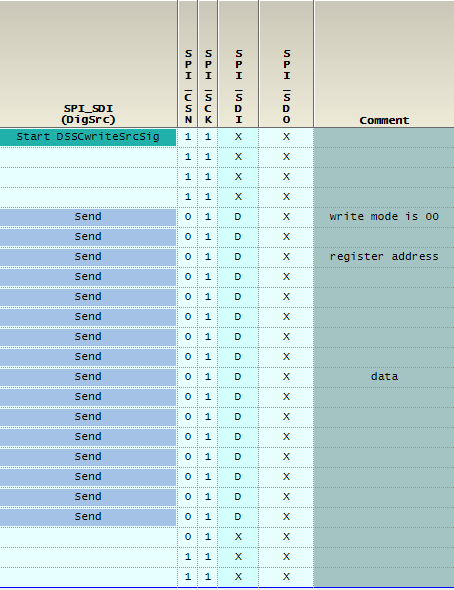 SPI_SDI
(DigSrc)
SPI_CSN
SPI_SCK
SPI_SDI
SPI_SDO
Comment
Start DSSCwriteSrcSig 1 1 X X
1 1 X X
1 1 X X
1 1 X X
Send 0 1 D X write mode is 00
Send 0 1 D X
Send 0 1 D X register address
Send 0 1 D X
Send 0 1 D X
Send 0 1 D X
Send 0 1 D X
Send 0 1 D X
Send 0 1 D X data
Send 0 1 D X
Send 0 1 D X
Send 0 1 D X
Send 0 1 D X
Send 0 1 D X
Send 0 1 D X
Send 0 1 D X
0 1 X X
1 1 X X
1 1 X X